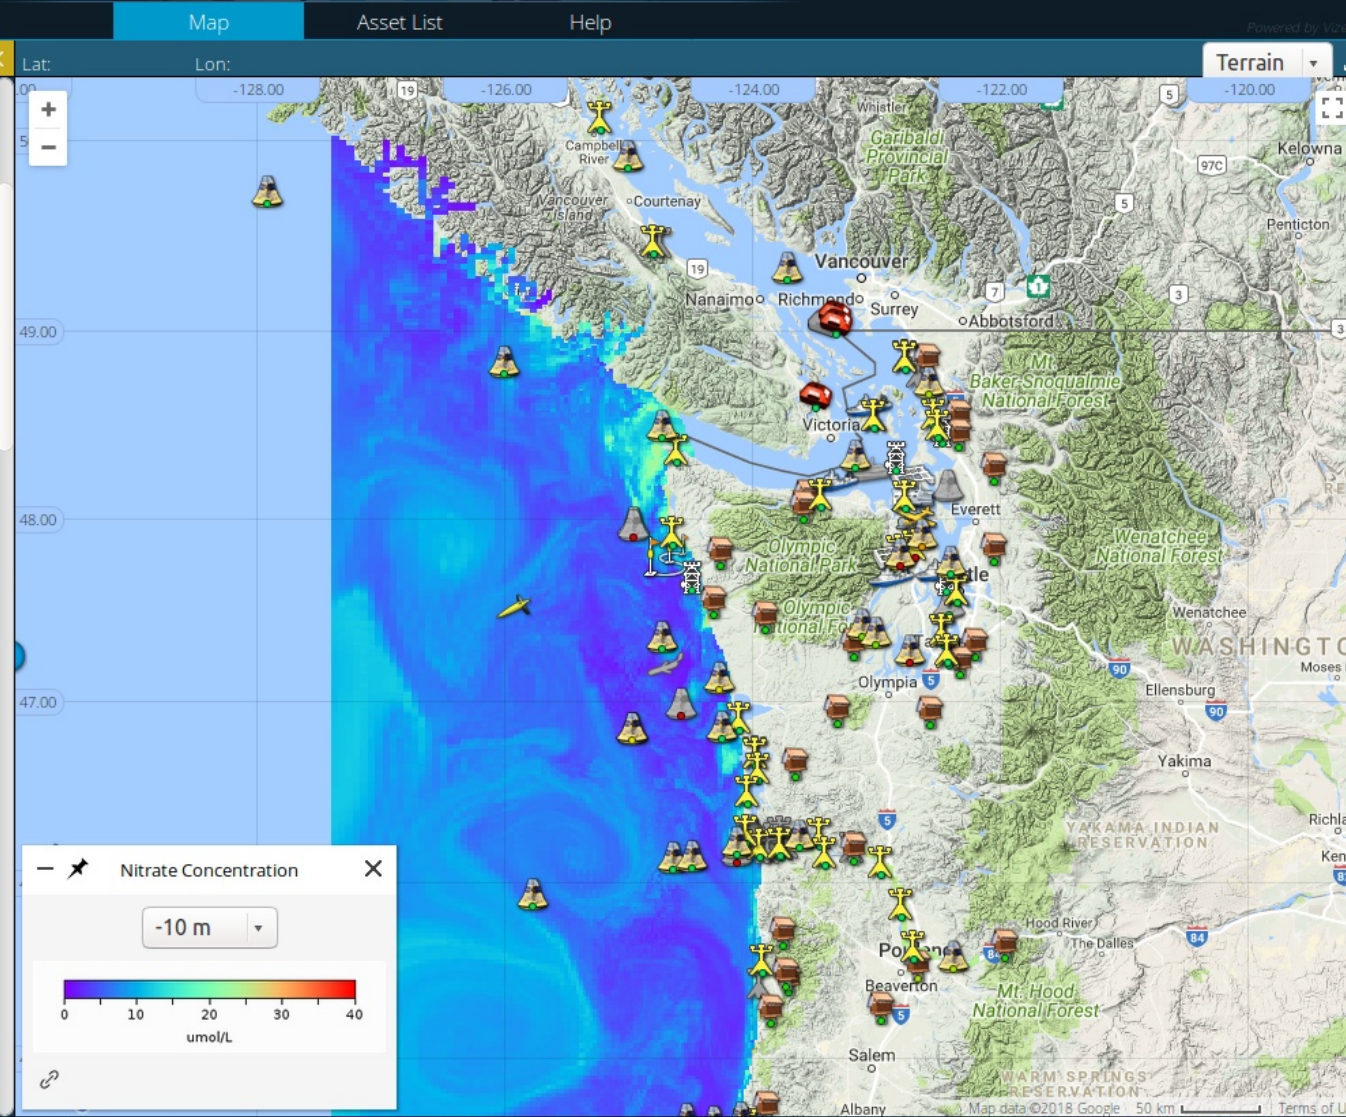 Map
Asset List
Help
Lat:
Lon:
Terrain
-128.00
-126.00
-124.00
-122.00
-120.00
19
5
Whistler
Garibaldi
Provincial
Park
97C
Kelowna
Campbell
River
Vancouver
Island
Courtenay
5
Penticton
Vancouver
19
7
1
3
Nanaimo
Richmond
Surrey
Abbotsford
49.00
3
Mt.
Baker-Snoqualmie
National Forest
Victoria
Everett
48.00
Olympic
National Park
Wenatchee
National Forest
Olympic
Wenatchee
WASHINGTO
90
Moses
Olympia
5
Ellensburg
47.00
90
Yakima
5
YAKAMA INDIAN
RESERVATION
Nitrate Concentration
-10 m
0
10
20
30
40
umol/L
Hood River
The Dalles
84
84
Beaverton
5
Mt. Hood
National Forest
Salem
WARM SPRINGS
RESERVATION
Albany
Map data ©2018 Google
50 km
Terms of U